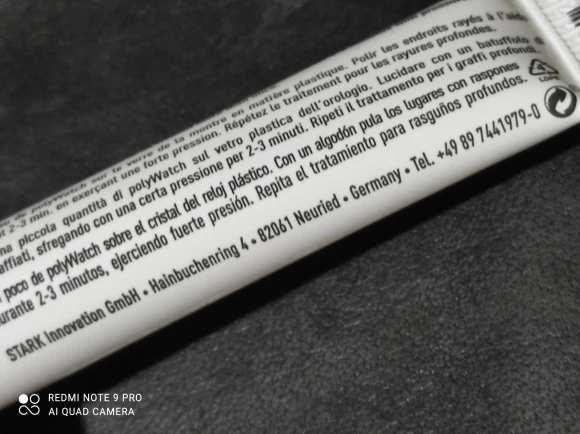 de polyWatch sur le verre de la montre en matière plastique. Polir les endroits rayés à l'aide
2-3 min. en exerçant une forte pression. Répétez le traitement pour les rayures profondes.
piccola quantità di polyWatch sul vetro plastica dell'orologio. Lucidare con un batuffolo
affiati, sfregando con una certa pressione per 2-3 minuti. Ripeti il trattamento per i graffi profondi.
poco de polyWatch sobre el cristal del reloj plástico. Con un algodón pula los lugares con raspones
urante 2-3 minutos, ejerciendo fuerte presión. Repita el tratamiento para rasguños profundos.
STARK Innovation GmbH • Hainbuchenring 4 • 82061 Neuried • Germany • Tel. +49 89 7441979-0
REDMI NOTE 9 PRO
AI QUAD CAMERA